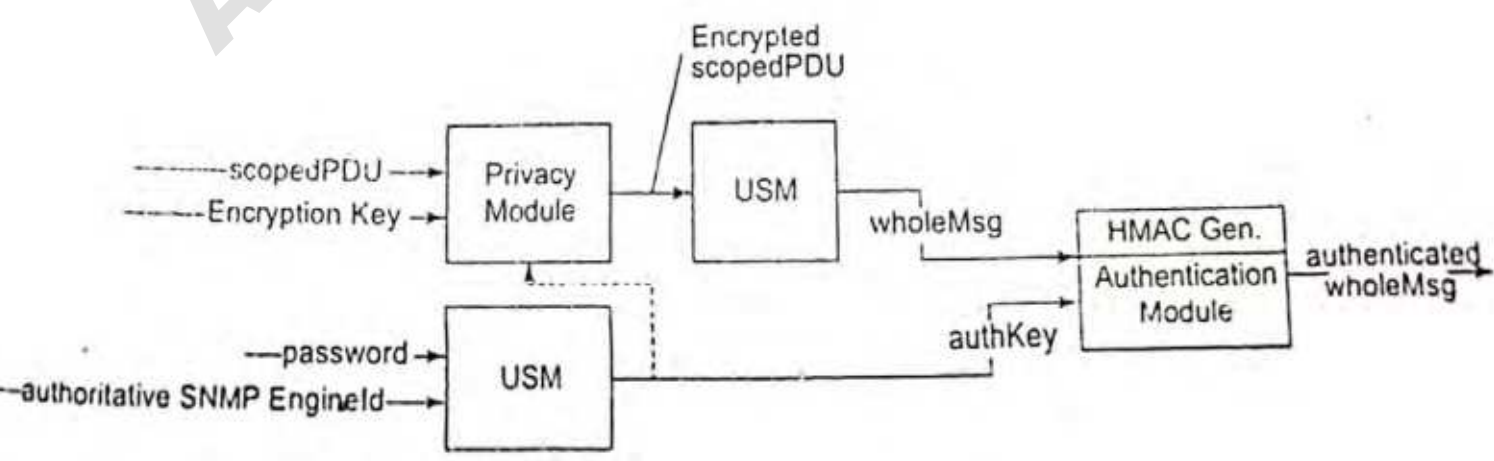 Encrypted
scopedPDU
scopedPDU
Encryption Key
Privacy
Module
USM
wholeMsg
HMAC Gen.
Authentication
Module
authenticated
wholeMsg
password
authoritative SNMP EngineId
USM
authKey